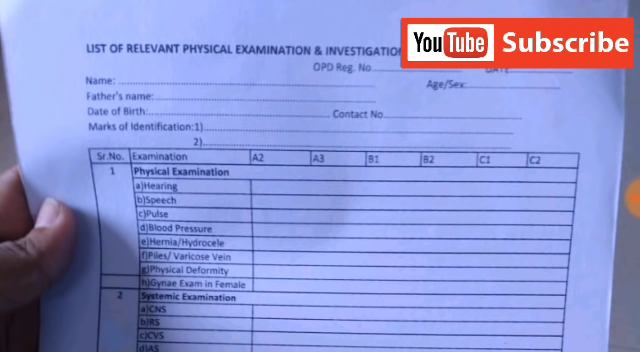 YouTube Subscribe
LIST OF RELEVANT PHYSICAL EXAMINATION & INVESTIGATIO
OPD Reg. No DATE
Name: Age/Sex
Father's name:
Date of Birth: Contact No
Marks of Identification:1)
2)
Sr.No. Examination A2 A3 B1 B2 C1 C2
1 Physical Examination
a)Hearing
b)Speech
c)Pulse
d)Blood Pressure
e)Hernia/Hydrocele
f)Piles/ Varicose Vein
g)Physical Deformity
h)Gynae Exam in Female
2 Systemic Examination
a)CNS
b)RS
c)CVS
d)AS